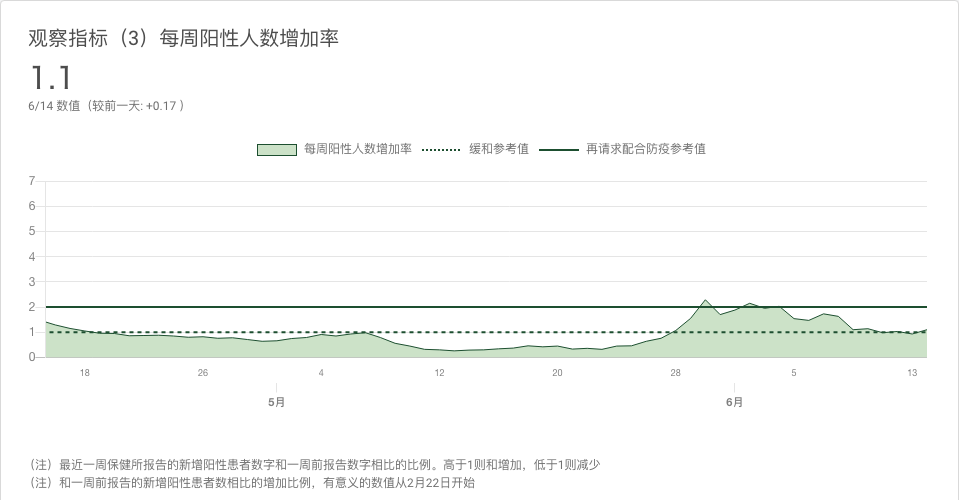 观察指标（3）每周阳性人数增加率
1.1
6/14 数值（较前一天: +0.17 ）
每周阳性人数增加率 缓和参考值 再请求配合防疫参考值
7
6
5
4
3
2
1
0
18 26 4 12 20 28 5 13
5月 6月
（注）最近一周保健所报告的新增阳性患者数字和一周前报告数字相比的比例。高于1则和增加，低于1则减少
（注）和一周前报告的新增阳性患者数相比的增加比例，有意义的数值从2月22日开始